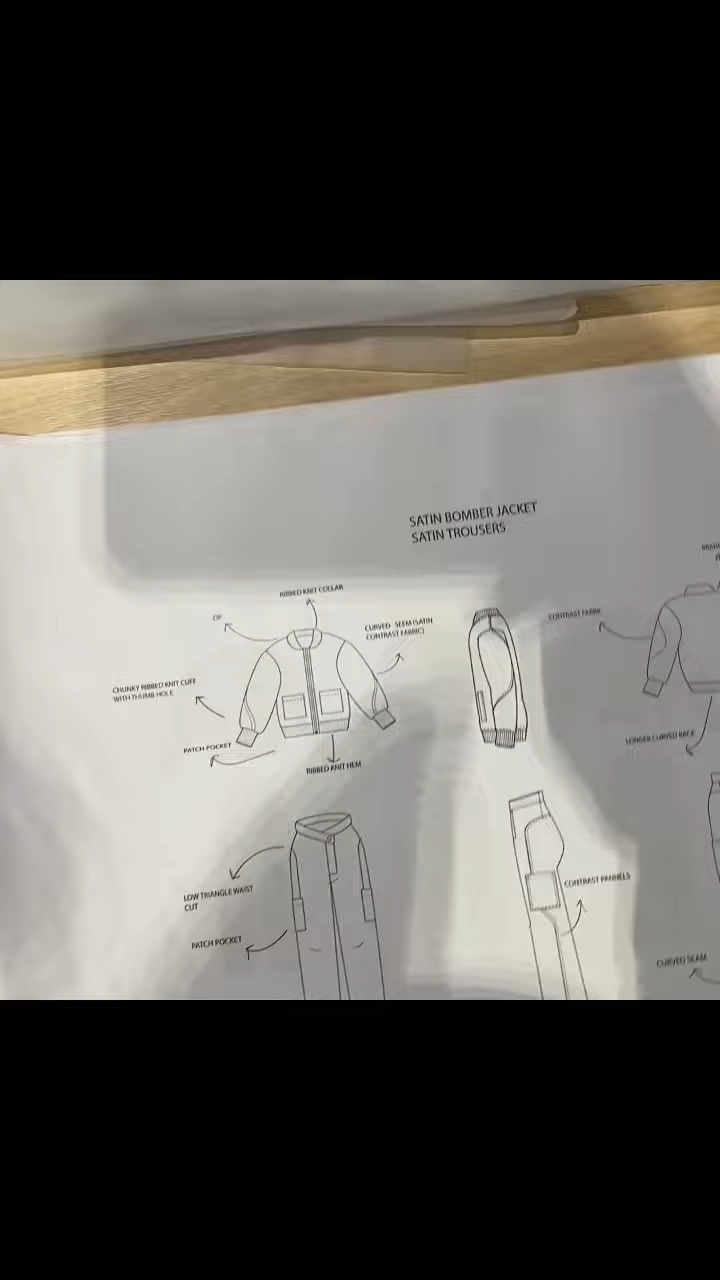 SATIN BOMBER JACKET
SATIN TROUSERS
RIBBED KNIT COLLAR
ZIP
CURVED SEEM (SATIN
CONTRAST FABRIC)
CHUNKY RIBBED KNIT CUFF
WITH THUMB HOLE
PATCH POCKET
RIBBED KNIT HEM
CONTRAST FABRIC
LONGER CURVED BACK
LOW TRIANGLE WAIST
CUT
PATCH POCKET
CONTRAST PANNELS
CURVED SEAM